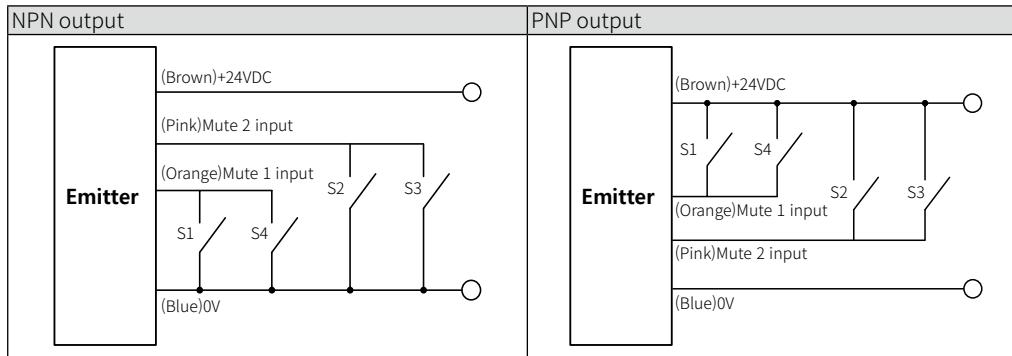 NPN output
(Brown)+24VDC
(Pink)Mute 2 input
(Orange)Mute 1 input
Emitter
S2
S3
S1
S4
(Blue)0V
PNP output
(Brown)+24VDC
S1
S4
Emitter
S2
S3
(Orange)Mute 1 input
(Pink)Mute 2 input
(Blue)0V